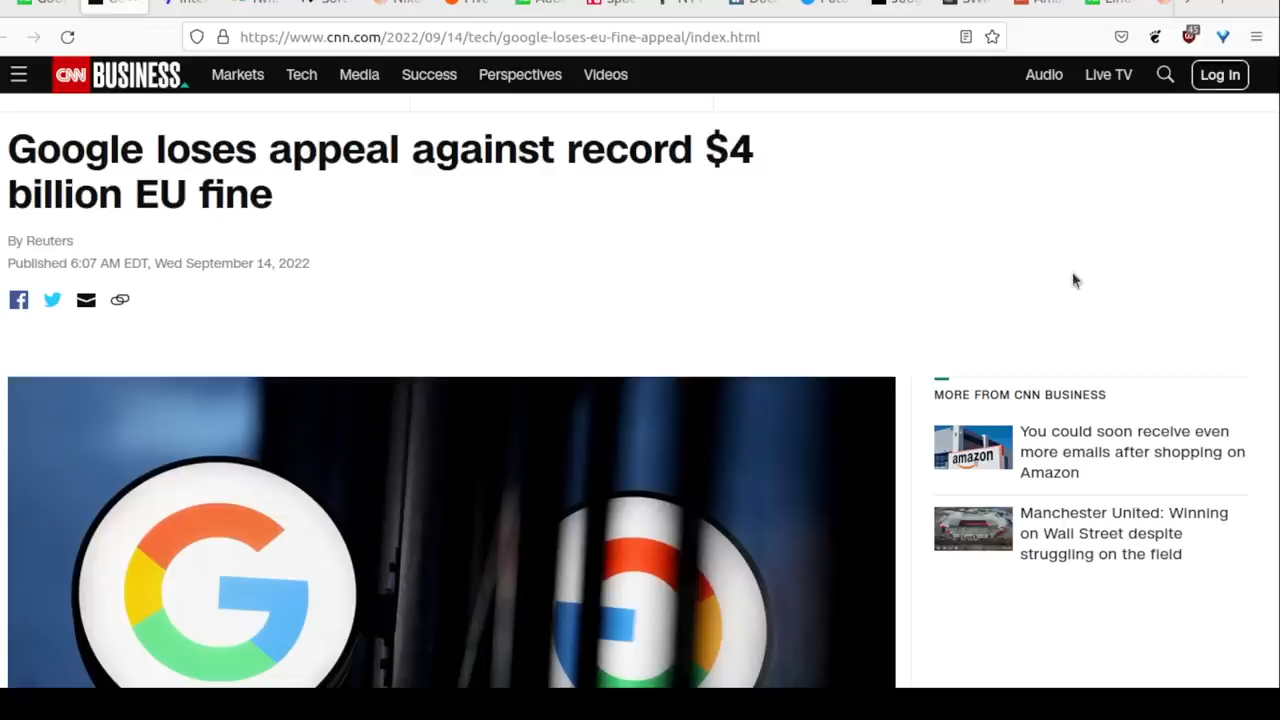 https://www.cnn.com/2022/09/14/tech/google-loses-eu-fine-appeal/index.html
45
CNN BUSINESS Markets Tech Media Success Perspectives Videos Audio Live TV Log In
Google loses appeal against record $4
billion EU fine
By Reuters
Published 6:07 AM EDT, Wed September 14, 2022
MORE FROM CNN BUSINESS
You could soon receive even
more emails after shopping on
Amazon
amazon
Manchester United: Winning
on Wall Street despite
struggling on the field